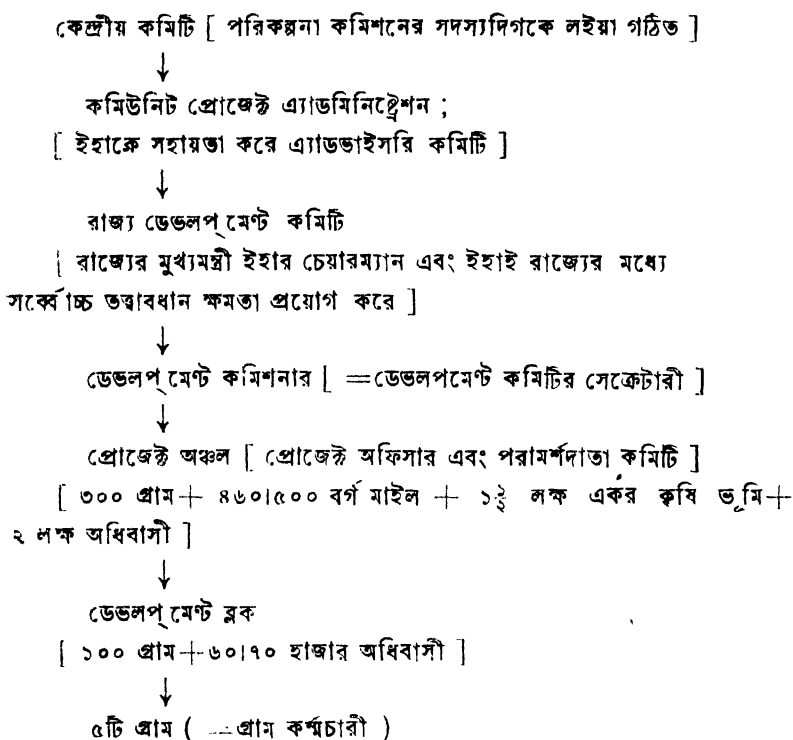 কেন্দ্রীয় কমিটি [ পরিকল্পনা কমিশনের সদস্যদিগকে লইয়া গঠিত ]
↓
কমিউনিট প্রোজেক্ট এ্যাডমিনিষ্ট্রেশন ;
[ ইহাকে সহায়তা করে এ্যাডভাইসরি কমিটি ]
↓
রাজ্য ডেভলপ্‌মেণ্ট কমিটি
[ রাজ্যের মুখ্যমন্ত্রী ইহার চেয়ারম্যান এবং ইহাই রাজ্যের মধ্যে
সর্ব্বোচ্চ তত্ত্বাবধান ক্ষমতা প্রয়োগ করে ]
↓
ডেভলপ্‌মেণ্ট কমিশনার [ =ডেভলপমেণ্ট কমিটির সেক্রেটারী ]
↓
প্রোজেক্ট অঞ্চল [ প্রোজেক্ট অফিসার এবং পরামর্শদাতা কমিটি ]
[ ৩০০ গ্রাম+ ৪৬০।৫০০ বর্গ মাইল + ১½ লক্ষ একর কৃষি ভূমি+
২ লক্ষ অধিবাসী ]
↓
ডেভলপ্‌মেণ্ট ব্লক
[ ১০০ গ্রাম+৬০।৭০ হাজার অধিবাসী ]
↓
৫টি গ্রাম ( =গ্রাম কর্ম্মচারী )